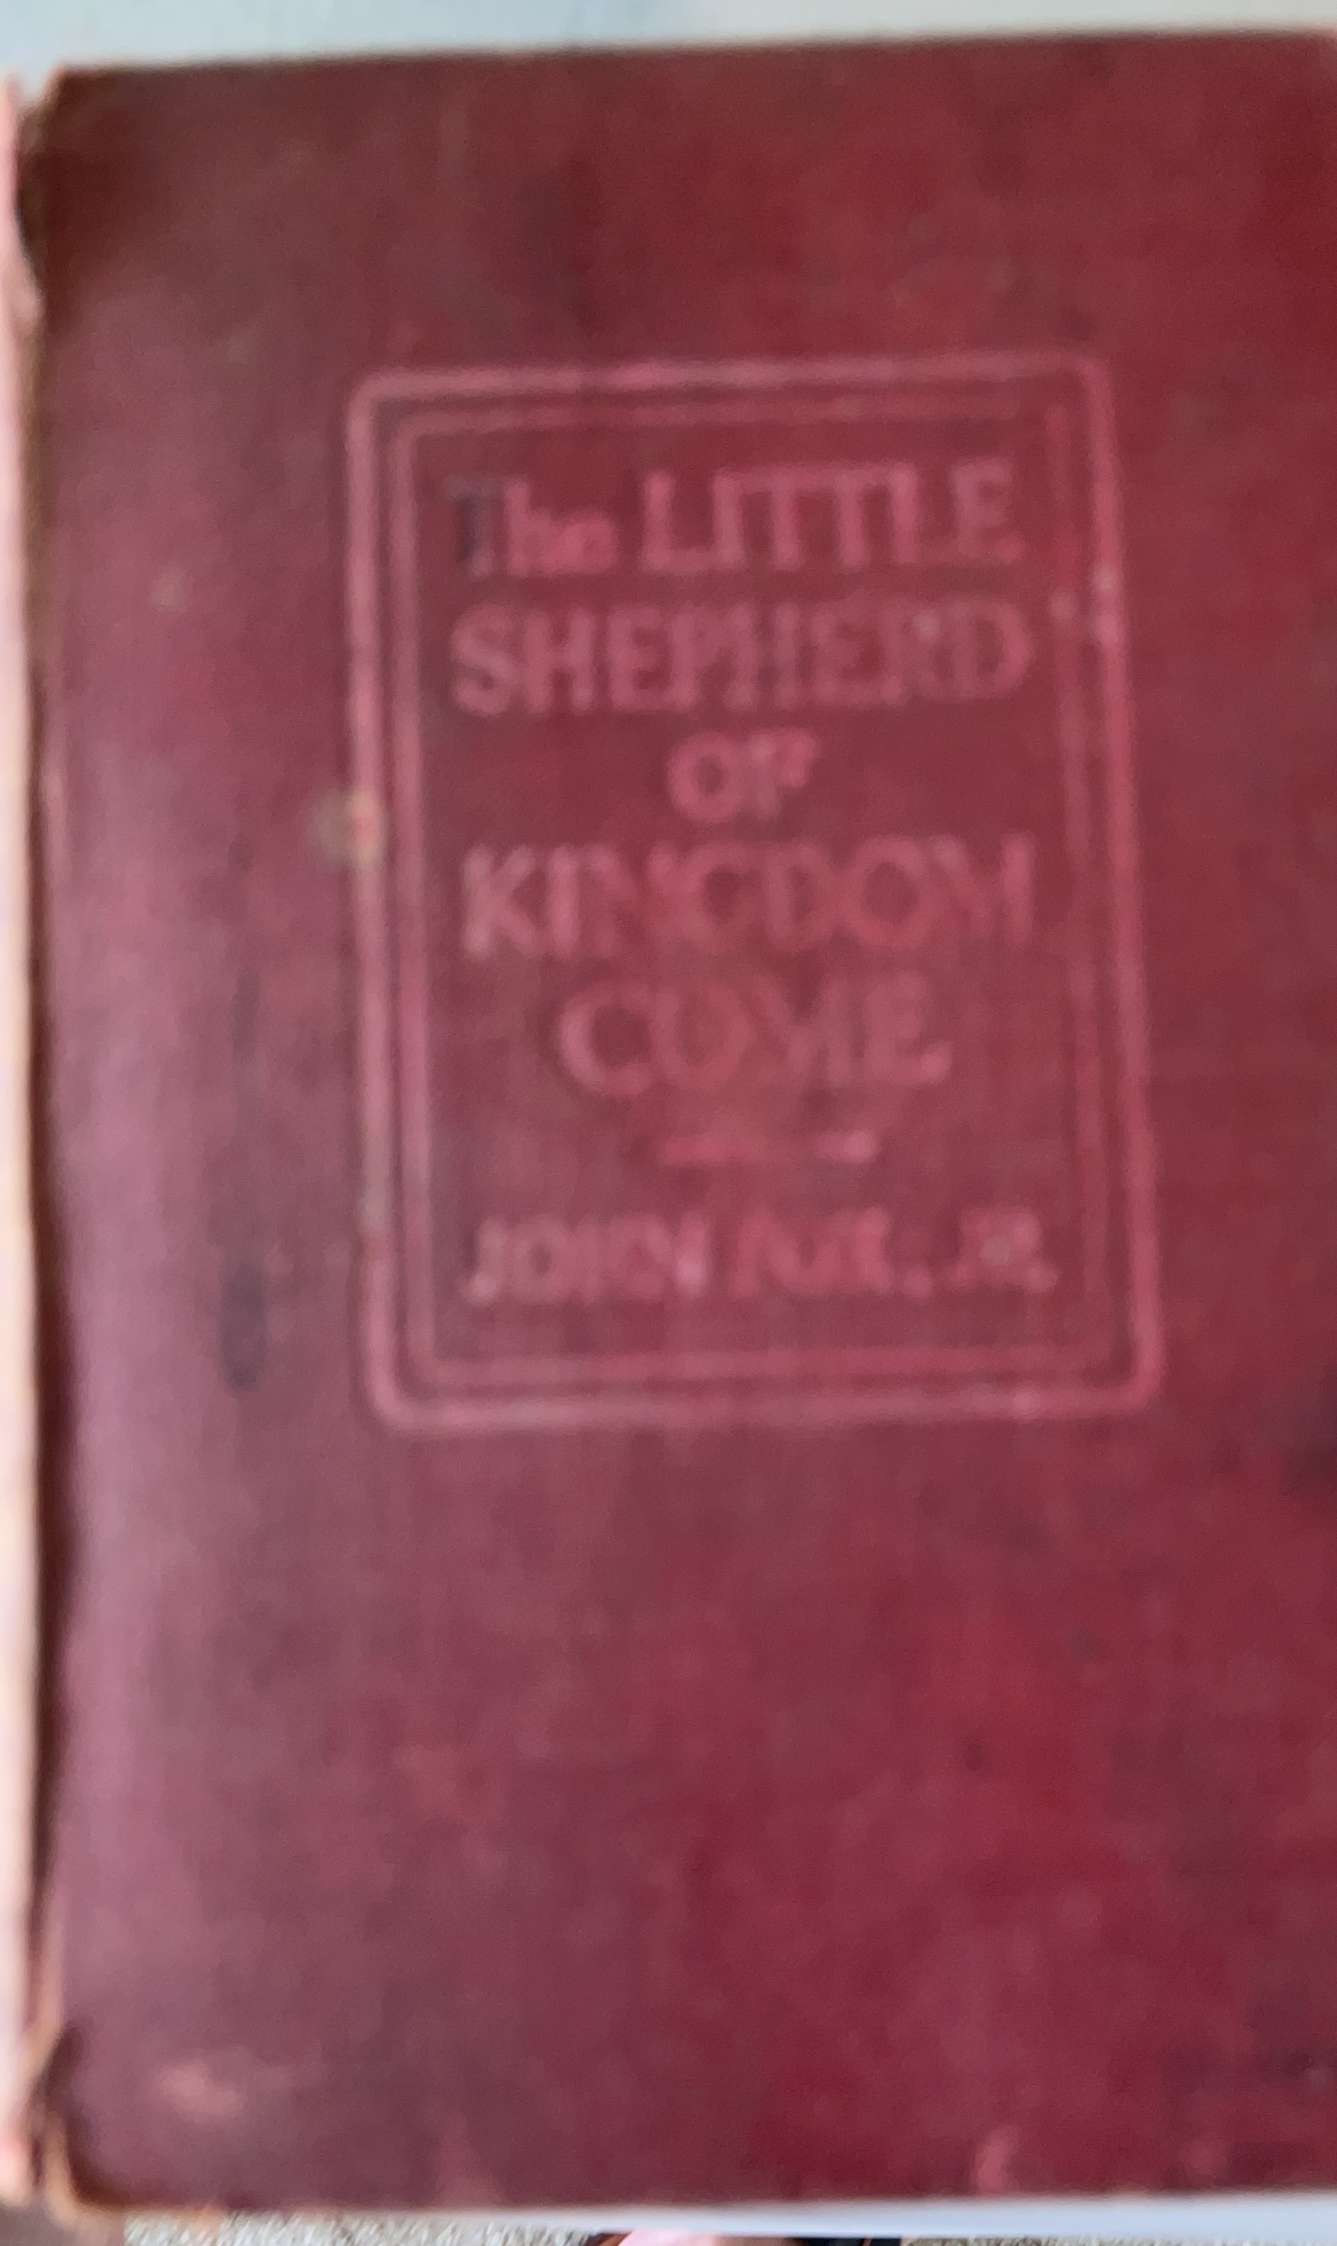 The LITTLE
SHEPHERD
OF
KINGDOM
COME
JOHN FOX, JR.